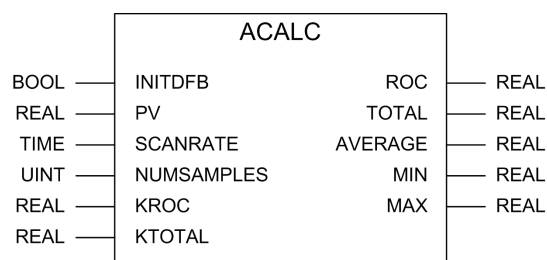 ACALC
BOOL INITDFB ROC REAL
REAL PV TOTAL REAL
TIME SCANRATE AVERAGE REAL
UINT NUMSAMPLES MIN REAL
REAL KROC MAX REAL
REAL KTOTAL